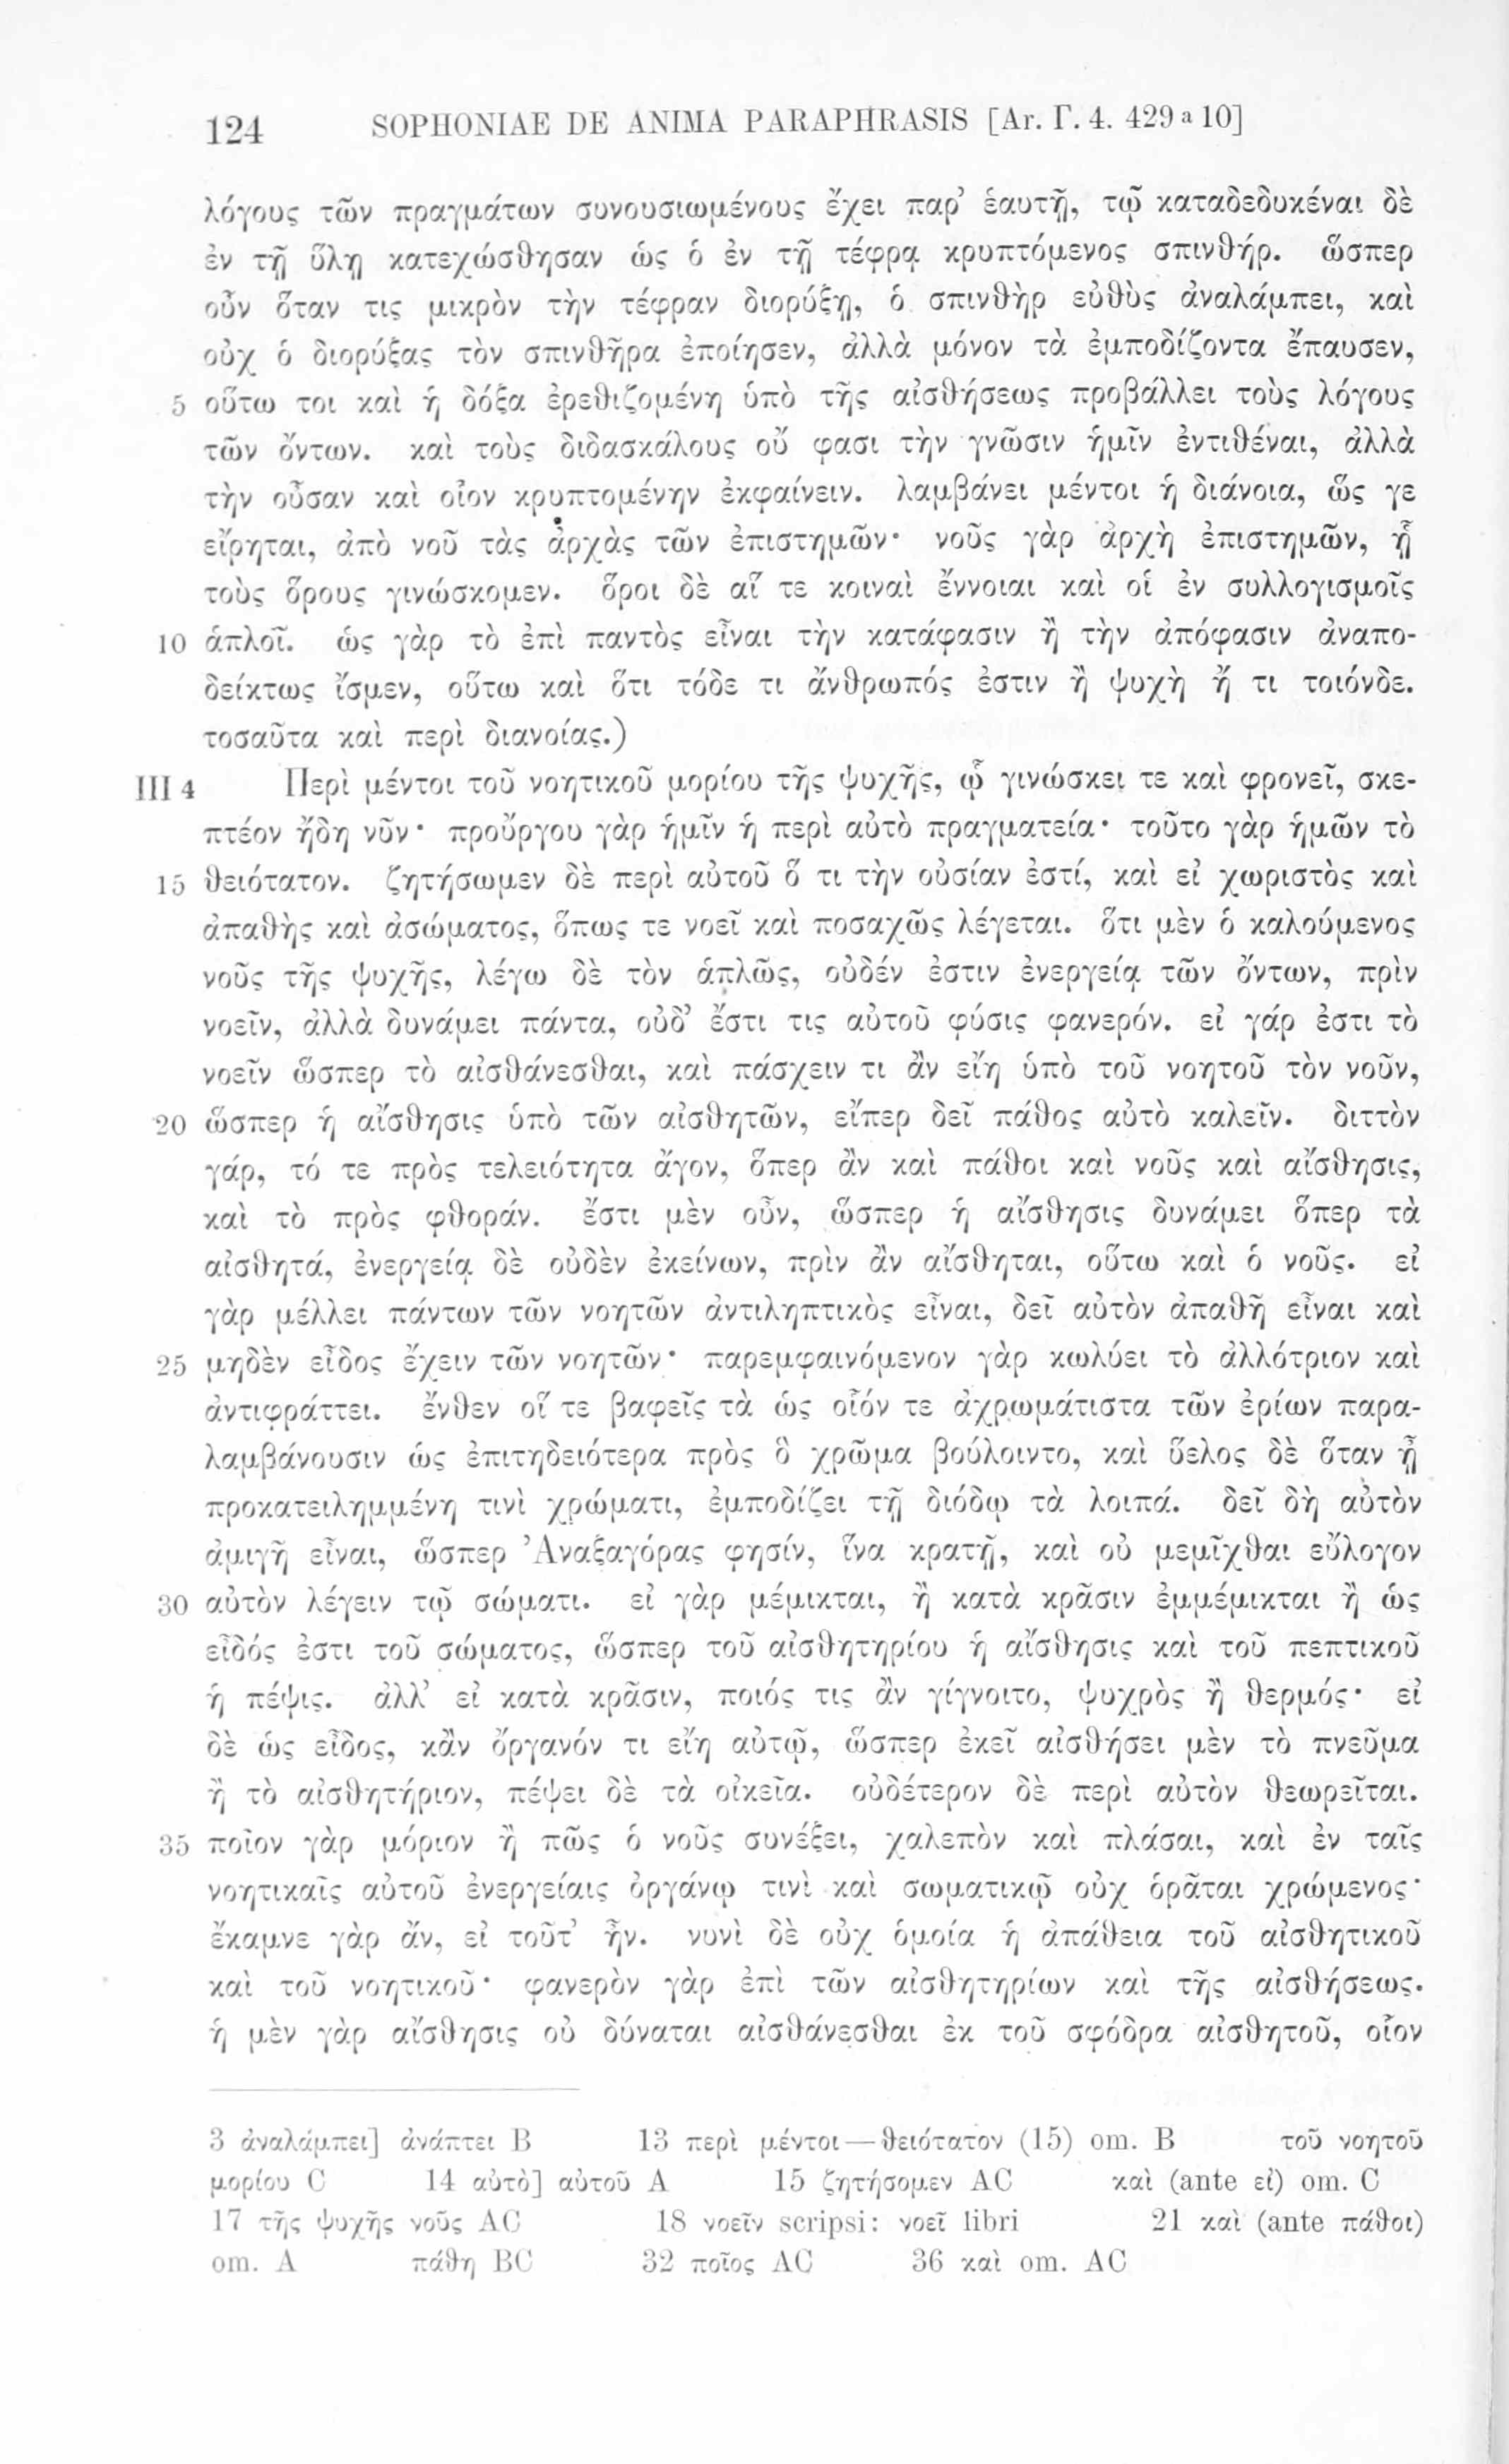 124 SOPHONIAE DE ANIMA PARAPHRASIS [Ar. Γ. 4. 429 a 10]
λόγους τῶν πραγμάτων συνουσιωμένους ἔχει παρ’ ἑαυτῇ, τῷ καταδεδυκέναι δὲ
ἐν τῇ ὕλῃ κατεχώσθησαν ὡς ὁ ἐν τῇ τέφρᾳ κρυπτόμενος σπινθήρ. ὥσπερ
οὖν ὅταν τις μικρὸν τὴν τέφραν διορύξῃ, ὁ σπινθὴρ εὐθὺς ἀναλάμπει, καὶ
οὐχ ὁ διορύξας τὸν σπινθῆρα ἐποίησεν, ἀλλὰ μόνον τὰ ἐμποδίζοντα ἔπαυσεν,
5 οὕτω τοι καὶ ἡ δόξα ἐρεθιζομένη ὑπὸ τῆς αἰσθήσεως προβάλλει τοὺς λόγους
τῶν ὄντων. καὶ τοὺς διδασκάλους οὔ φασι τὴν γνῶσιν ἡμῖν ἐντιθέναι, ἀλλὰ
τὴν οὖσαν καὶ οἷον κρυπτομένην ἐκφαίνειν. λαμβάνει μέντοι ἡ διάνοια, ὥς γε
εἴρηται, ἀπὸ νοῦ τὰς ἀρχὰς τῶν ἐπιστημῶν· νοῦς γὰρ ἀρχὴ ἐπιστημῶν, ᾗ
τοὺς ὅρους γινώσκομεν. ὅροι δὲ αἵ τε κοιναὶ ἔννοιαι καὶ οἱ ἐν συλλογισμοῖς
10 ἁπλοῖ. ὡς γὰρ τὸ ἐπὶ παντὸς εἶναι τὴν κατάφασιν ἢ τὴν ἀπόφασιν ἀναπο-
δείκτως ἴσμεν, οὕτω καὶ ὅτι τόδε τι ἄνθρωπός ἐστιν ἢ ψυχὴ ἤ τι τοιόνδε.
τοσαῦτα καὶ περὶ διανοίας.)
III 4 Περὶ μέντοι τοῦ νοητικοῦ μορίου τῆς ψυχῆς, ᾧ γινώσκει τε καὶ φρονεῖ, σκε-
πτέον ἤδη νῦν· προὔργου γὰρ ἡμῖν ἡ περὶ αὐτὸ πραγματεία· τοῦτο γὰρ ἡμῶν τὸ
15 θειότατον. ζητήσωμεν δὲ περὶ αὐτοῦ ὅ τι τὴν οὐσίαν ἐστί, καὶ εἰ χωριστὸς καὶ
ἀπαθὴς καὶ ἀσώματος, ὅπως τε νοεῖ καὶ ποσαχῶς λέγεται. ὅτι μὲν ὁ καλούμενος
νοῦς τῆς ψυχῆς, λέγω δὲ τὸν ἁπλῶς, οὐδέν ἐστιν ἐνεργείᾳ τῶν ὄντων, πρὶν
νοεῖν, ἀλλὰ δυνάμει πάντα, οὐδ’ ἔστι τις αὐτοῦ φύσις φανερόν. εἰ γάρ ἐστι τὸ
νοεῖν ὥσπερ τὸ αἰσθάνεσθαι, καὶ πάσχειν τι ἂν εἴη ὑπὸ τοῦ νοητοῦ τὸν νοῦν,
20 ὥσπερ ἡ αἴσθησις ὑπὸ τῶν αἰσθητῶν, εἴπερ δεῖ πάθος αὐτὸ καλεῖν. διττὸν
γάρ, τό τε πρὸς τελειότητα ἄγον, ὅπερ ἂν καὶ πάθοι καὶ νοῦς καὶ αἴσθησις,
καὶ τὸ πρὸς φθοράν. ἔστι μὲν οὖν, ὥσπερ ἡ αἴσθησις δυνάμει ὅπερ τὰ
αἰσθητά, ἐνεργείᾳ δὲ οὐδὲν ἐκείνων, πρὶν ἂν αἴσθηται, οὕτω καὶ ὁ νοῦς. εἰ
γὰρ μέλλει πάντων τῶν νοητῶν ἀντιληπτικὸς εἶναι, δεῖ αὐτὸν ἀπαθῆ εἶναι καὶ
25 μηδὲν εἶδος ἔχειν τῶν νοητῶν· παρεμφαινόμενον γὰρ κωλύει τὸ ἀλλότριον καὶ
ἀντιφράττει. ἔνθεν οἵ τε βαφεῖς τὰ ὡς οἷόν τε ἀχρωμάτιστα τῶν ἐρίων παρα-
λαμβάνουσιν ὡς ἐπιτηδειότερα πρὸς ὃ χρῶμα βούλοιντο, καὶ ὕελος δὲ ὅταν ᾖ
προκατειλημμένη τινὶ χρώματι, ἐμποδίζει τῇ διόδῳ τὰ λοιπά. δεῖ δὴ αὐτὸν
ἀμιγῆ εἶναι, ὥσπερ Ἀναξαγόρας φησίν, ἵνα κρατῇ, καὶ οὐ μεμῖχθαι εὔλογον
30 αὐτὸν λέγειν τῷ σώματι. εἰ γὰρ μέμικται, ἢ κατὰ κρᾶσιν ἐμμέμικται ἢ ὡς
εἶδός ἐστι τοῦ σώματος, ὥσπερ τοῦ αἰσθητηρίου ἡ αἴσθησις καὶ τοῦ πεπτικοῦ
ἡ πέψις. ἀλλ’ εἰ κατὰ κρᾶσιν, ποιός τις ἂν γίγνοιτο, ψυχρὸς ἢ θερμός· εἰ
δὲ ὡς εἶδος, κἂν ὄργανόν τι εἴη αὐτῷ, ὥσπερ ἐκεῖ αἰσθήσει μὲν τὸ πνεῦμα
ἢ τὸ αἰσθητήριον, πέψει δὲ τὰ οἰκεῖα. οὐδέτερον δὲ περὶ αὐτὸν θεωρεῖται.
35 ποῖον γὰρ μόριον ἢ πῶς ὁ νοῦς συνέξει, χαλεπὸν καὶ πλάσαι, καὶ ἐν ταῖς
νοητικαῖς αὐτοῦ ἐνεργείαις ὀργάνῳ τινὶ καὶ σωματικῷ οὐχ ὁρᾶται χρώμενος·
ἔκαμνε γὰρ ἄν, εἰ τοῦτ’ ἦν. νυνὶ δὲ οὐχ ὁμοία ἡ ἀπάθεια τοῦ αἰσθητικοῦ
καὶ τοῦ νοητικοῦ· φανερὸν γὰρ ἐπὶ τῶν αἰσθητηρίων καὶ τῆς αἰσθήσεως.
ἡ μὲν γὰρ αἴσθησις οὐ δύναται αἰσθάνεσθαι ἐκ τοῦ σφόδρα αἰσθητοῦ, οἷον
3 ἀναλάμπει] ἀνάπτει B 13 περὶ μέντοι—θειότατον (15) om. B τοῦ νοητοῦ
μορίου C 14 αὐτὸ] αὐτοῦ A 15 ζητήσομεν AC καὶ (ante εἰ) om. C
17 τῆς ψυχῆς νοῦς AC 18 νοεῖν scripsi: νοεῖ libri 21 καὶ (ante πάθοι)
om. A πάθη BC 32 ποῖος AC 36 καὶ om. AC